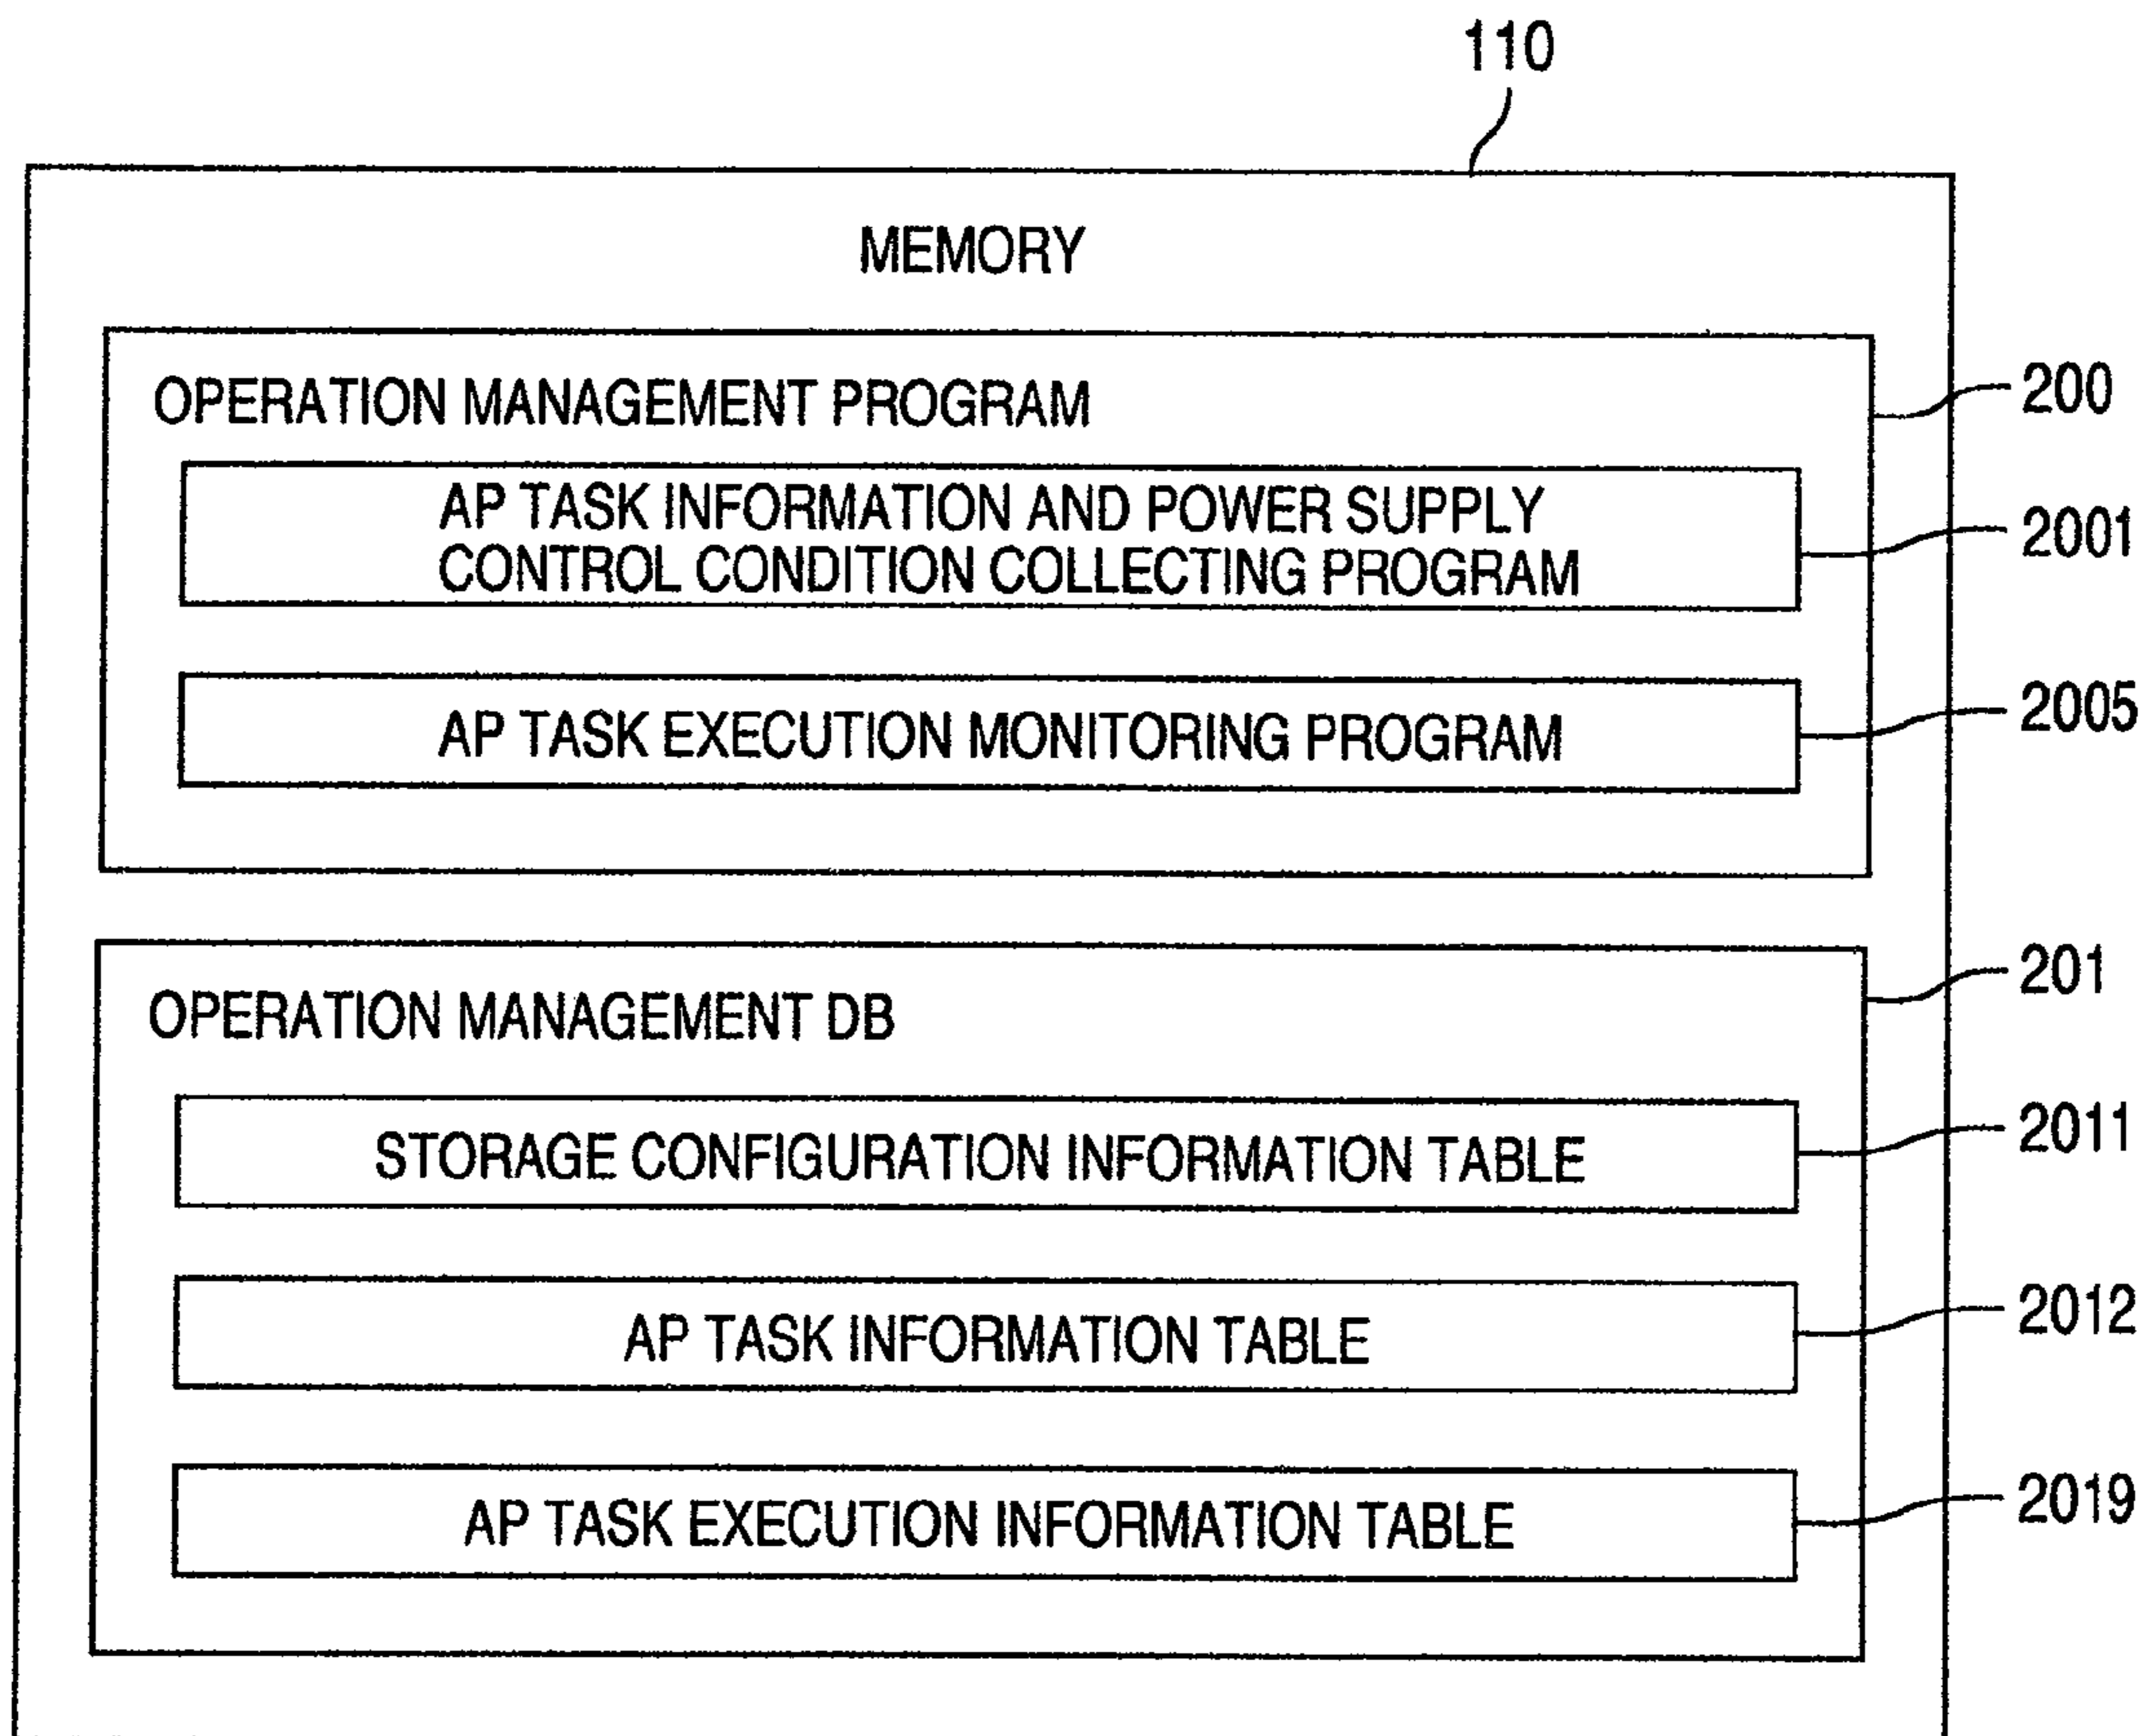 110
MEMORY
OPERATION MANAGEMENT PROGRAM
200
AP TASK INFORMATION AND POWER SUPPLY
CONTROL CONDITION COLLECTING PROGRAM
2001
AP TASK EXECUTION MONITORING PROGRAM
2005
OPERATION MANAGEMENT DB
201
STORAGE CONFIGURATION INFORMATION TABLE
2011
AP TASK INFORMATION TABLE
2012
AP TASK EXECUTION INFORMATION TABLE
2019